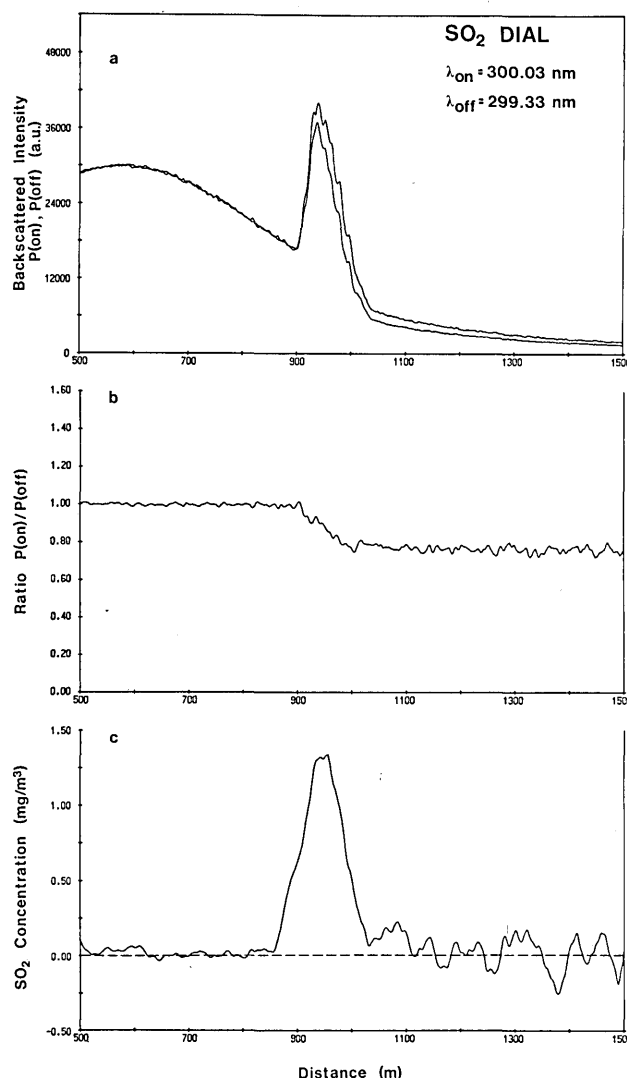 a
SO₂ DIAL
λon = 300.03 nm
λoff = 299.33 nm
Backscattered Intensity
P(on), P(off) (a.u.)
48000
36000
24000
12000
0
500 700 900 1100 1300 1500
b
Ratio P(on)/P(off)
1.60
1.40
1.20
1.00
0.80
0.60
0.40
0.20
0.00
500 700 900 1100 1300 150
c
SO₂ Concentration (mg/m³)
1.50
1.00
0.50
0.00
-0.50
500 700 900 1100 1300 150
Distance (m)